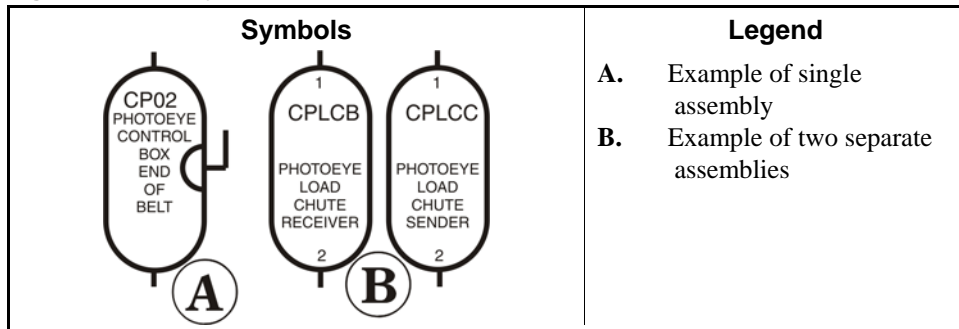 Symbols
CP02
PHOTOEYE
CONTROL
BOX
END
OF
BELT
A
1
CPLCB
PHOTOEYE
LOAD
CHUTE
RECEIVER
2
1
CPLCC
PHOTOEYE
LOAD
CHUTE
SENDER
2
B
Legend
A. Example of single
assembly
B. Example of two separate
assemblies